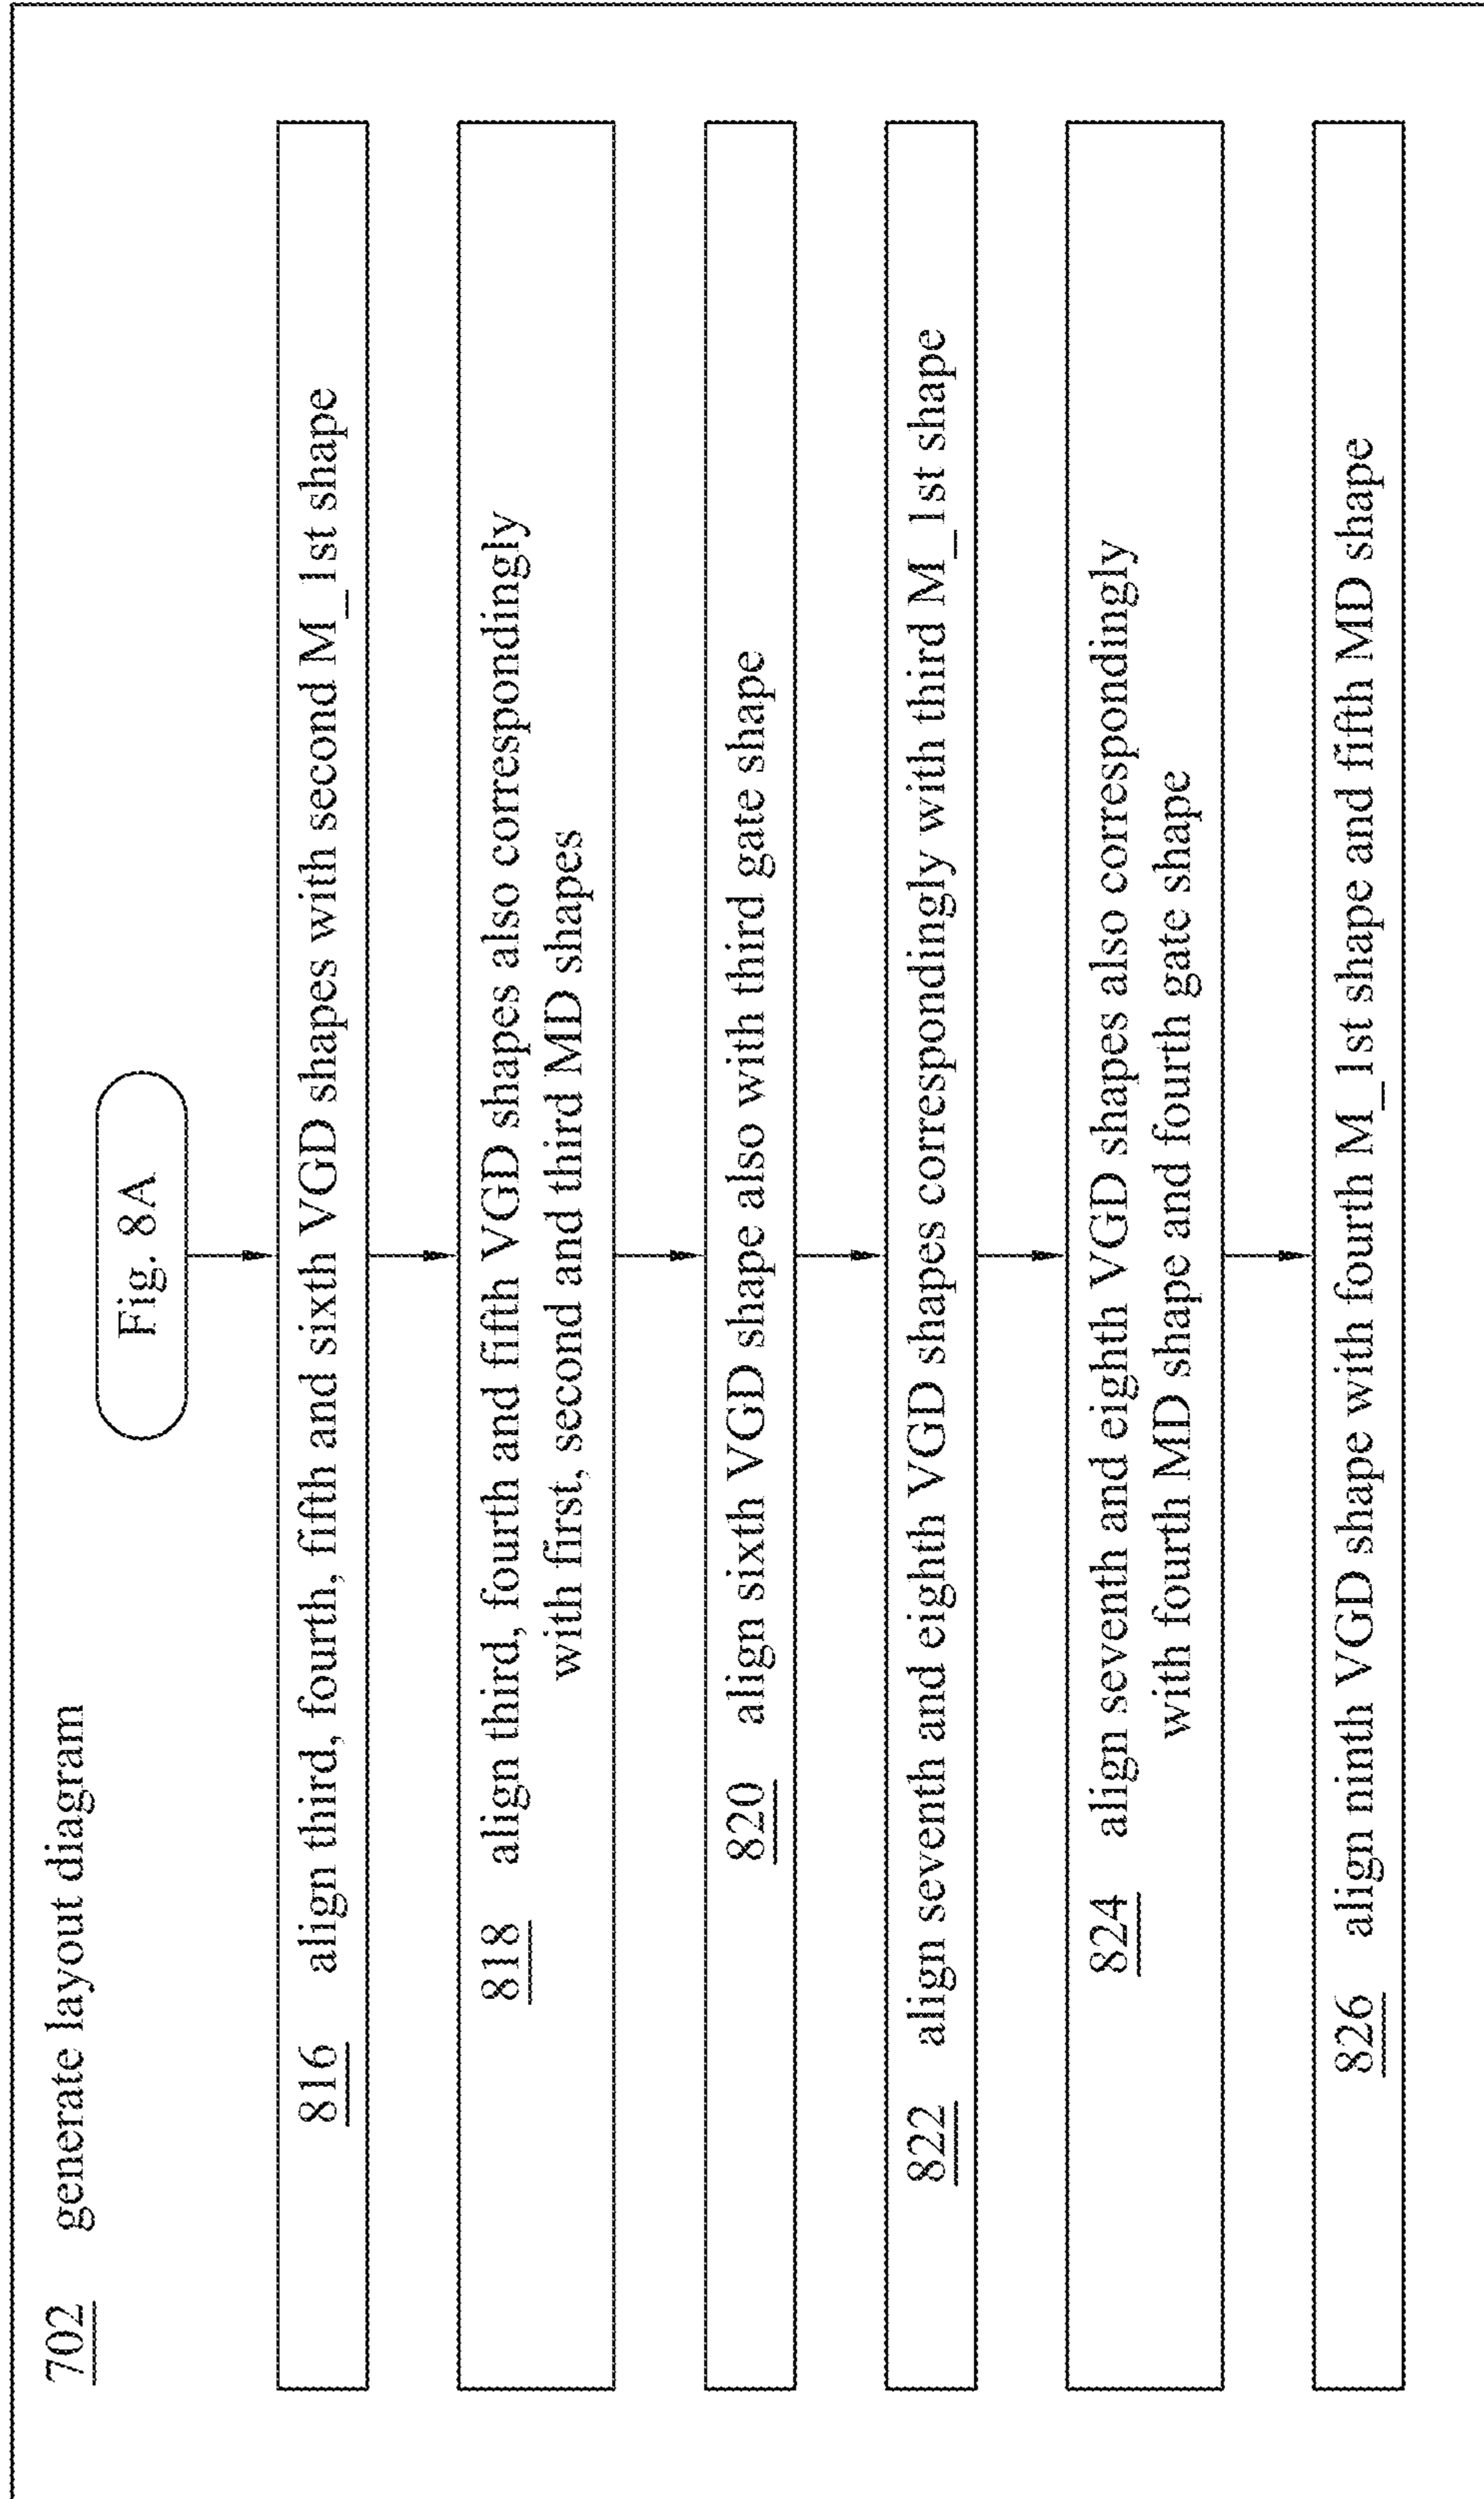 702 generate layout diagram
Fig. 8A
816 align third, fourth, fifth and sixth VGD shapes with second M_1st shape
818 align third, fourth and fifth VGD shapes also correspondingly
with first, second and third MD shapes
820 align sixth VGD shape also with third gate shape
822 align seventh and eighth VGD shapes correspondingly with third M_1st shape
824 align seventh and eighth VGD shapes also correspondingly
with fourth MD shape and fourth gate shape
826 align ninth VGD shape with fourth M_1st shape and fifth MD shape